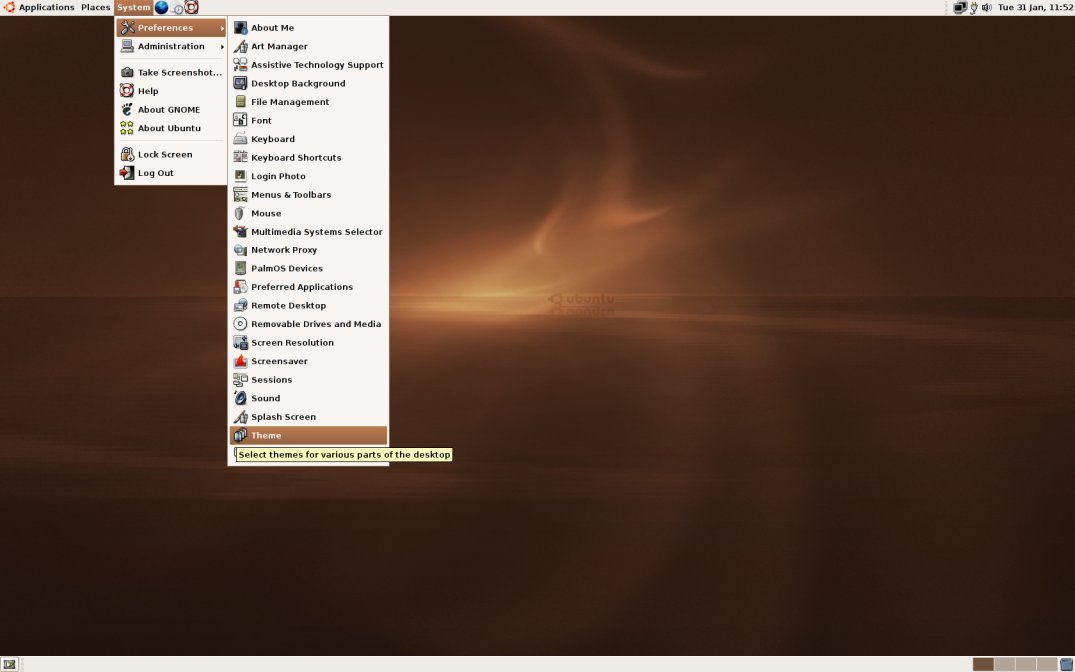 Applications Places System
Tue 31 Jan, 11:52
Preferences
Administration
Take Screenshot...
Help
About GNOME
About Ubuntu
Lock Screen
Log Out
About Me
Art Manager
Assistive Technology Support
Desktop Background
File Management
Font
Keyboard
Keyboard Shortcuts
Login Photo
Menus & Toolbars
Mouse
Multimedia Systems Selector
Network Proxy
PalmOS Devices
Preferred Applications
Remote Desktop
Removable Drives and Media
Screen Resolution
Screensaver
Sessions
Sound
Splash Screen
Theme
Select themes for various parts of the desktop
ubuntu